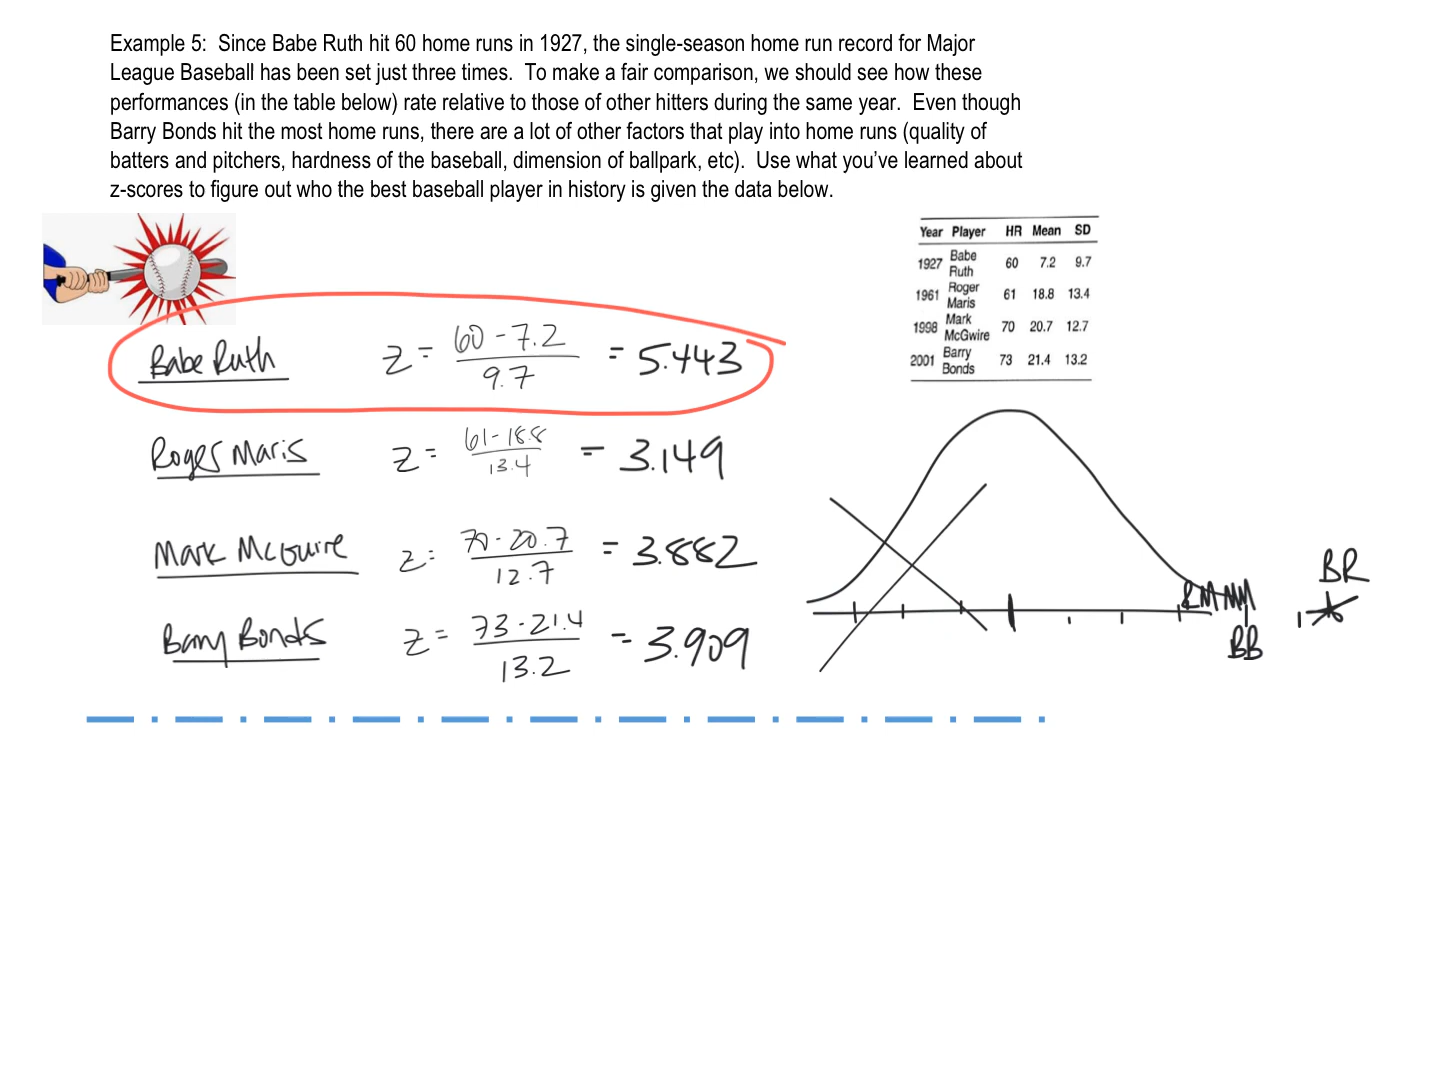 Example 5:  Since Babe Ruth hit 60 home runs in 1927, the single-season home run record for Major
League Baseball has been set just three times.  To make a fair comparison, we should see how these
performances (in the table below) rate relative to those of other hitters during the same year.  Even though
Barry Bonds hit the most home runs, there are a lot of other factors that play into home runs (quality of
batters and pitchers, hardness of the baseball, dimension of ballpark, etc).  Use what you've learned about
z-scores to figure out who the best baseball player in history is given the data below.
Year Player HR Mean SD
1927 Babe Ruth 60 7.2 9.7
1961 Roger Maris 61 18.8 13.4
1998 Mark McGwire 70 20.7 12.7
2001 Barry Bonds 73 21.4 13.2
Babe Ruth z = 60 - 7.2 / 9.7 = 5.443
Roger Maris z = 61 - 18.8 / 13.4 = 3.149
Mark McGuire z = 70 - 20.7 / 12.7 = 3.882
Barry Bonds z = 73 - 21.4 / 13.2 = 3.909
BR
RM MM
BB